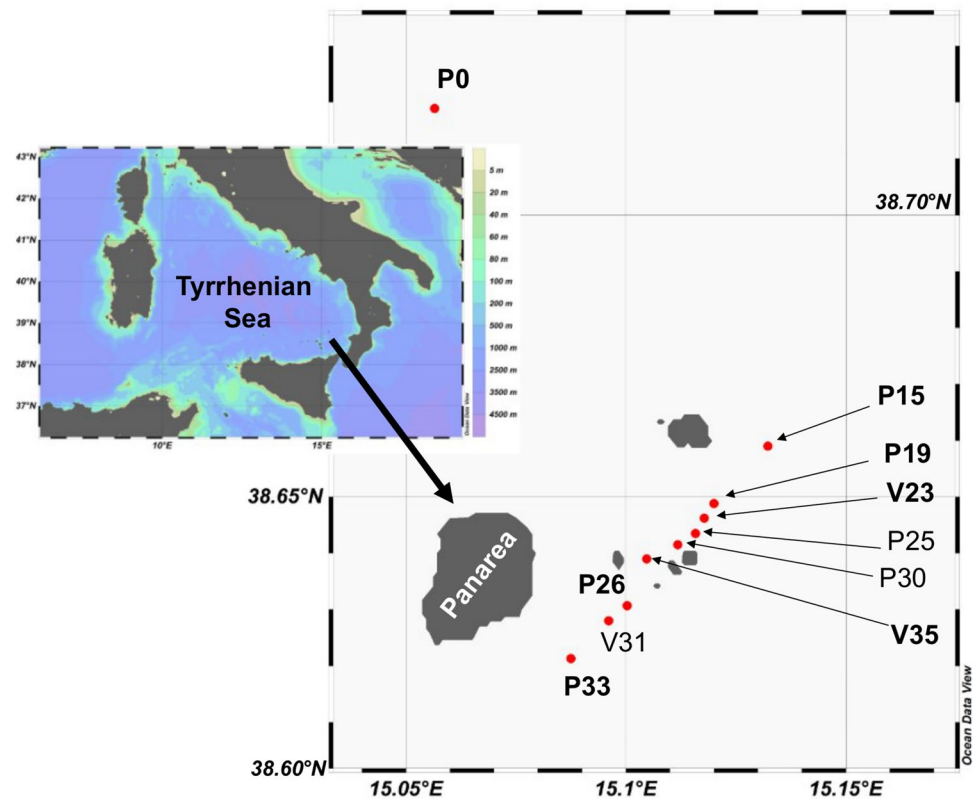 P0
38.70°N
43°N
42°N
41°N
40°N
39°N
38°N
37°N
10°E
15°E
Tyrrhenian
Sea
5 m
20 m
40 m
60 m
80 m
100 m
200 m
500 m
1000 m
2500 m
3500 m
4500 m
Ocean Data View
P15
P19
38.65°N
V23
P25
P30
Panarea
P26
V35
V31
P33
Ocean Data View
38.60°N
15.05°E
15.1°E
15.15°E